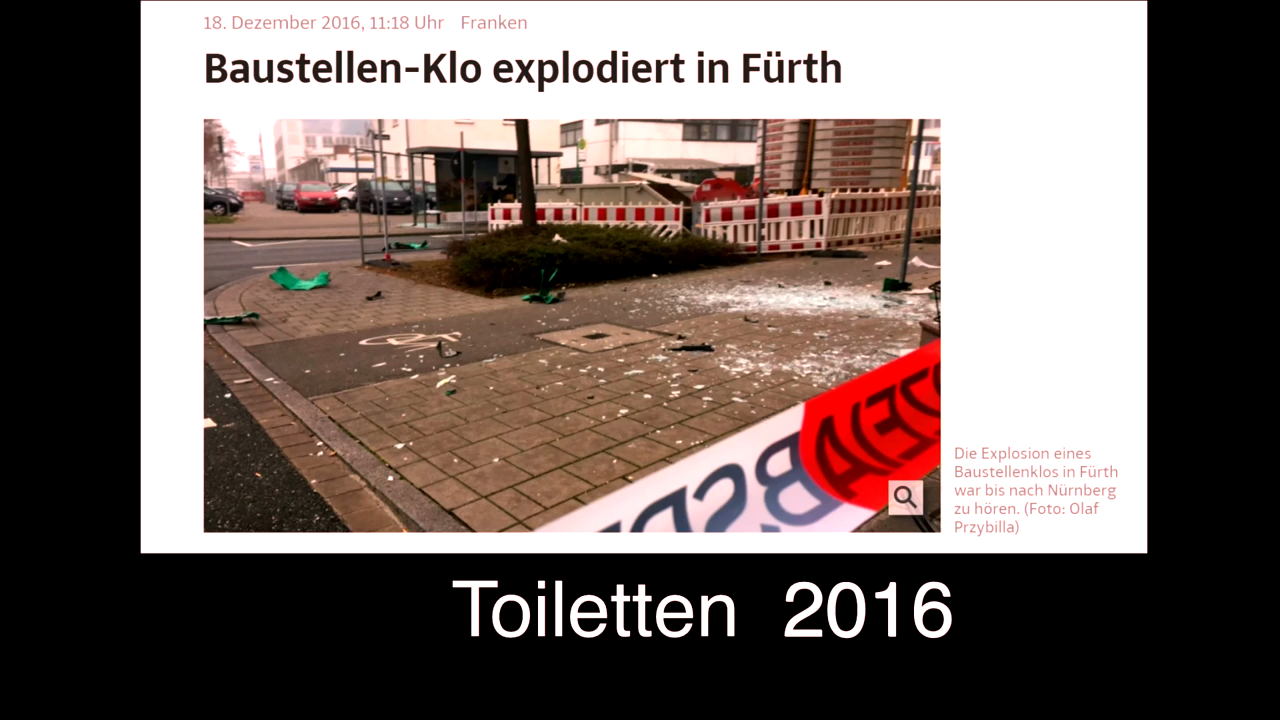 18. Dezember 2016, 11:18 Uhr Franken
Baustellen-Klo explodiert in Fürth
Die Explosion eines
Baustellenklos in Fürth
war bis nach Nürnberg
zu hören. (Foto: Olaf
Przybilla)
Toiletten 2016